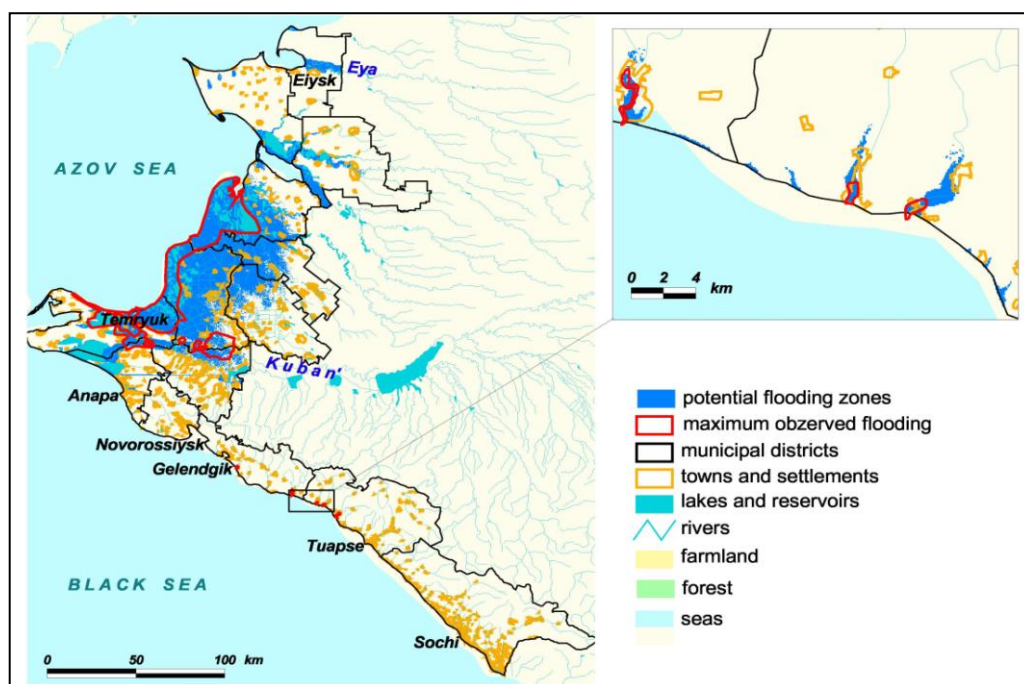 Eya
Eiysk
AZOV SEA
Temryuk
Kuban'
Anapa
Novorossiysk
Gelendgik
Tuapse
BLACK SEA
Sochi
0 50 100 km
0 2 4
km
potential flooding zones
maximum obzerved flooding
municipal districts
towns and settlements
lakes and reservoirs
rivers
farmland
forest
seas